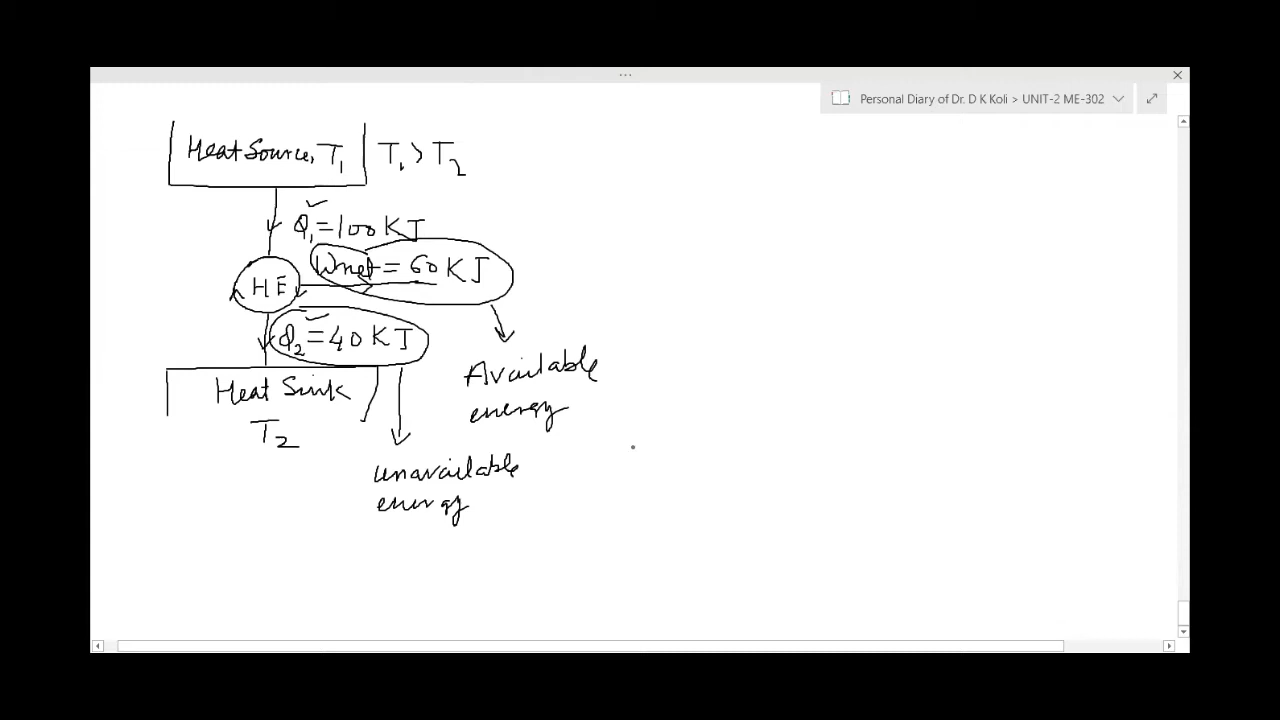 Personal Diary of Dr. D K Koli > UNIT-2 ME-302
Heat Source, T1
T1 > T2
Q1 = 100 KJ
Wnet = 60 KJ
HE
Q2 = 40 KJ
Available
energy
Heat Sink
T2
unavailable
energy